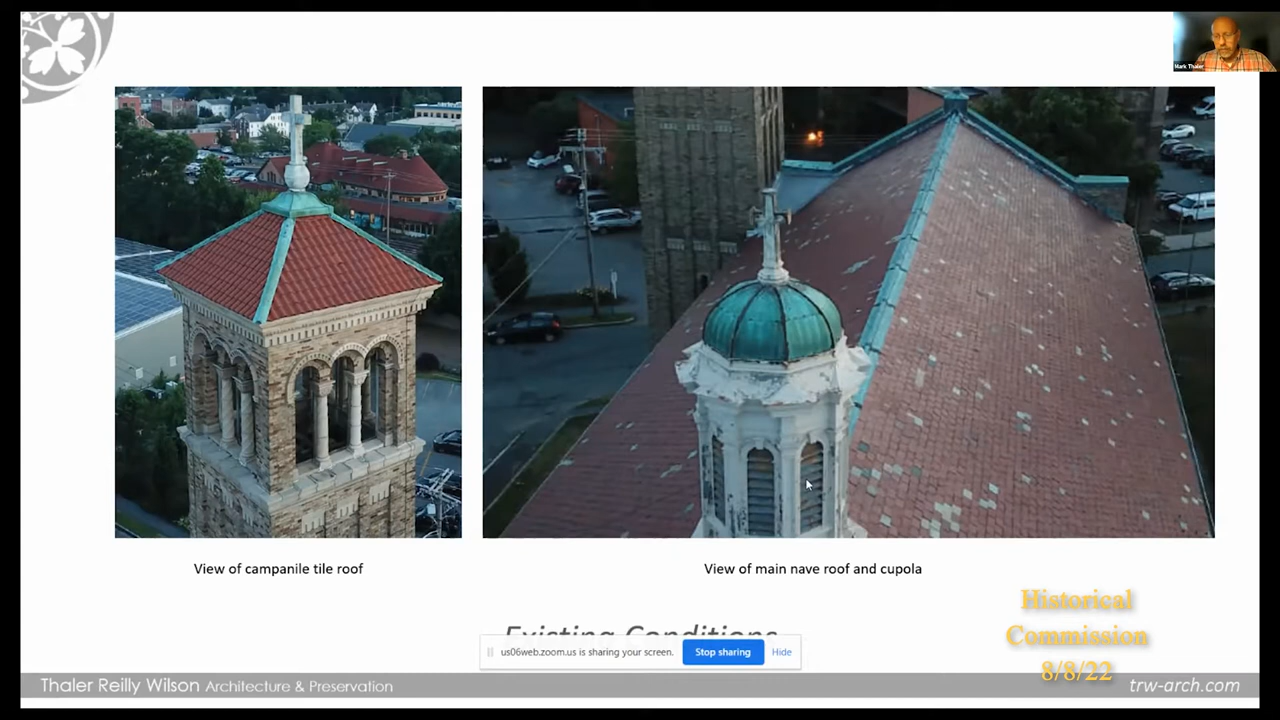 Mark Thaler
View of campanile tile roof
View of main nave roof and cupola
Existing Conditions
us06web.zoom.us is sharing your screen.
Stop sharing
Hide
Historical
Commission
8/8/22
Thaler Reilly Wilson Architecture & Preservation
trw-arch.com